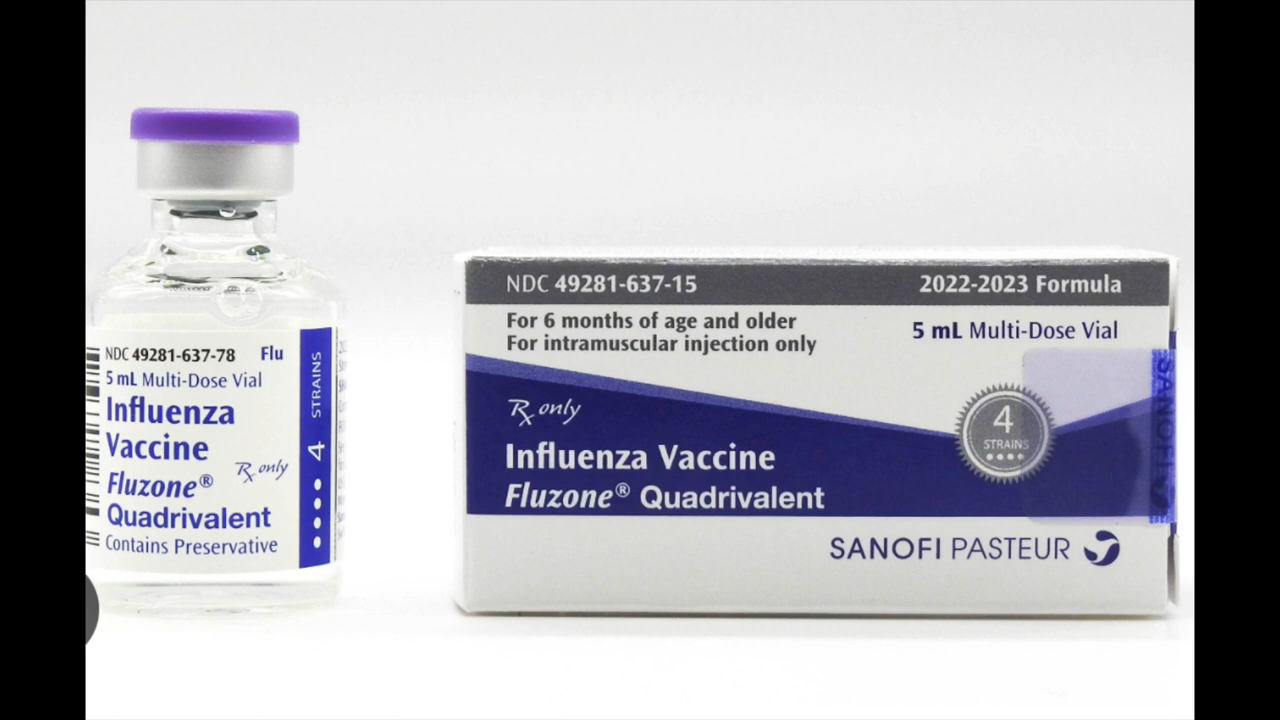 NDC 49281-637-78 Flu
5 mL Multi-Dose Vial
Influenza
Vaccine
Rx only
Fluzone®
Quadrivalent
Contains Preservative
4 STRAINS
NDC 49281-637-15
2022-2023 Formula
For 6 months of age and older
For intramuscular injection only
5 mL Multi-Dose Vial
Rx only
4
STRAINS
Influenza Vaccine
Fluzone® Quadrivalent
SANOFI PASTEUR
SANOFI